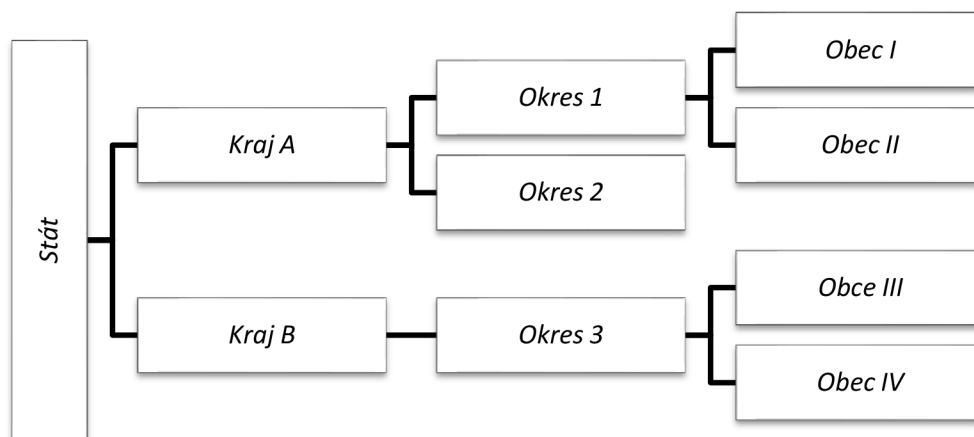 Stát
Kraj A
Okres 1
Obec I
Obec II
Okres 2
Kraj B
Okres 3
Obce III
Obec IV